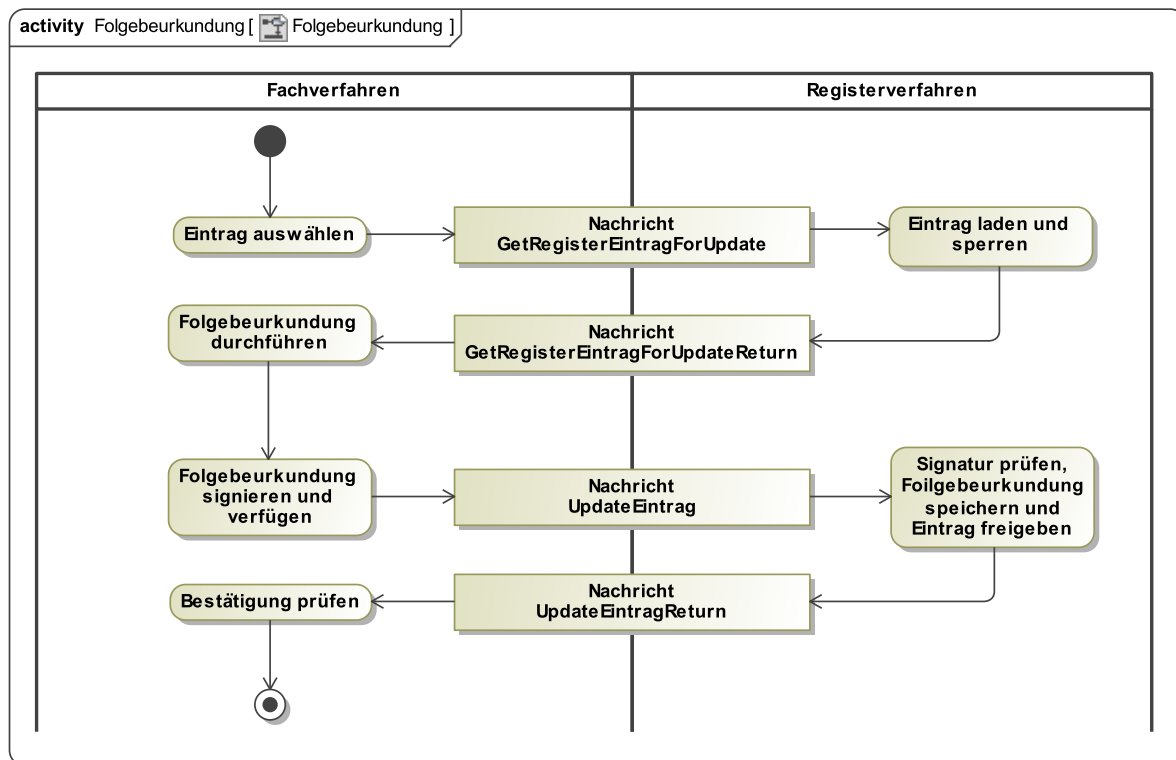 activity Folgebeurkundung [ Folgebeurkundung ]
Fachverfahren
Registerverfahren
Eintrag auswählen
Nachricht
GetRegisterEintragForUpdate
Eintrag laden und
sperren
Folgebeurkundung
durchführen
Nachricht
GetRegisterEintragForUpdateReturn
Folgebeurkundung
signieren und
verfügen
Nachricht
UpdateEintrag
Signatur prüfen,
Foilgebeurkundung
speichern und
Eintrag freigeben
Bestätigung prüfen
Nachricht
UpdateEintragReturn